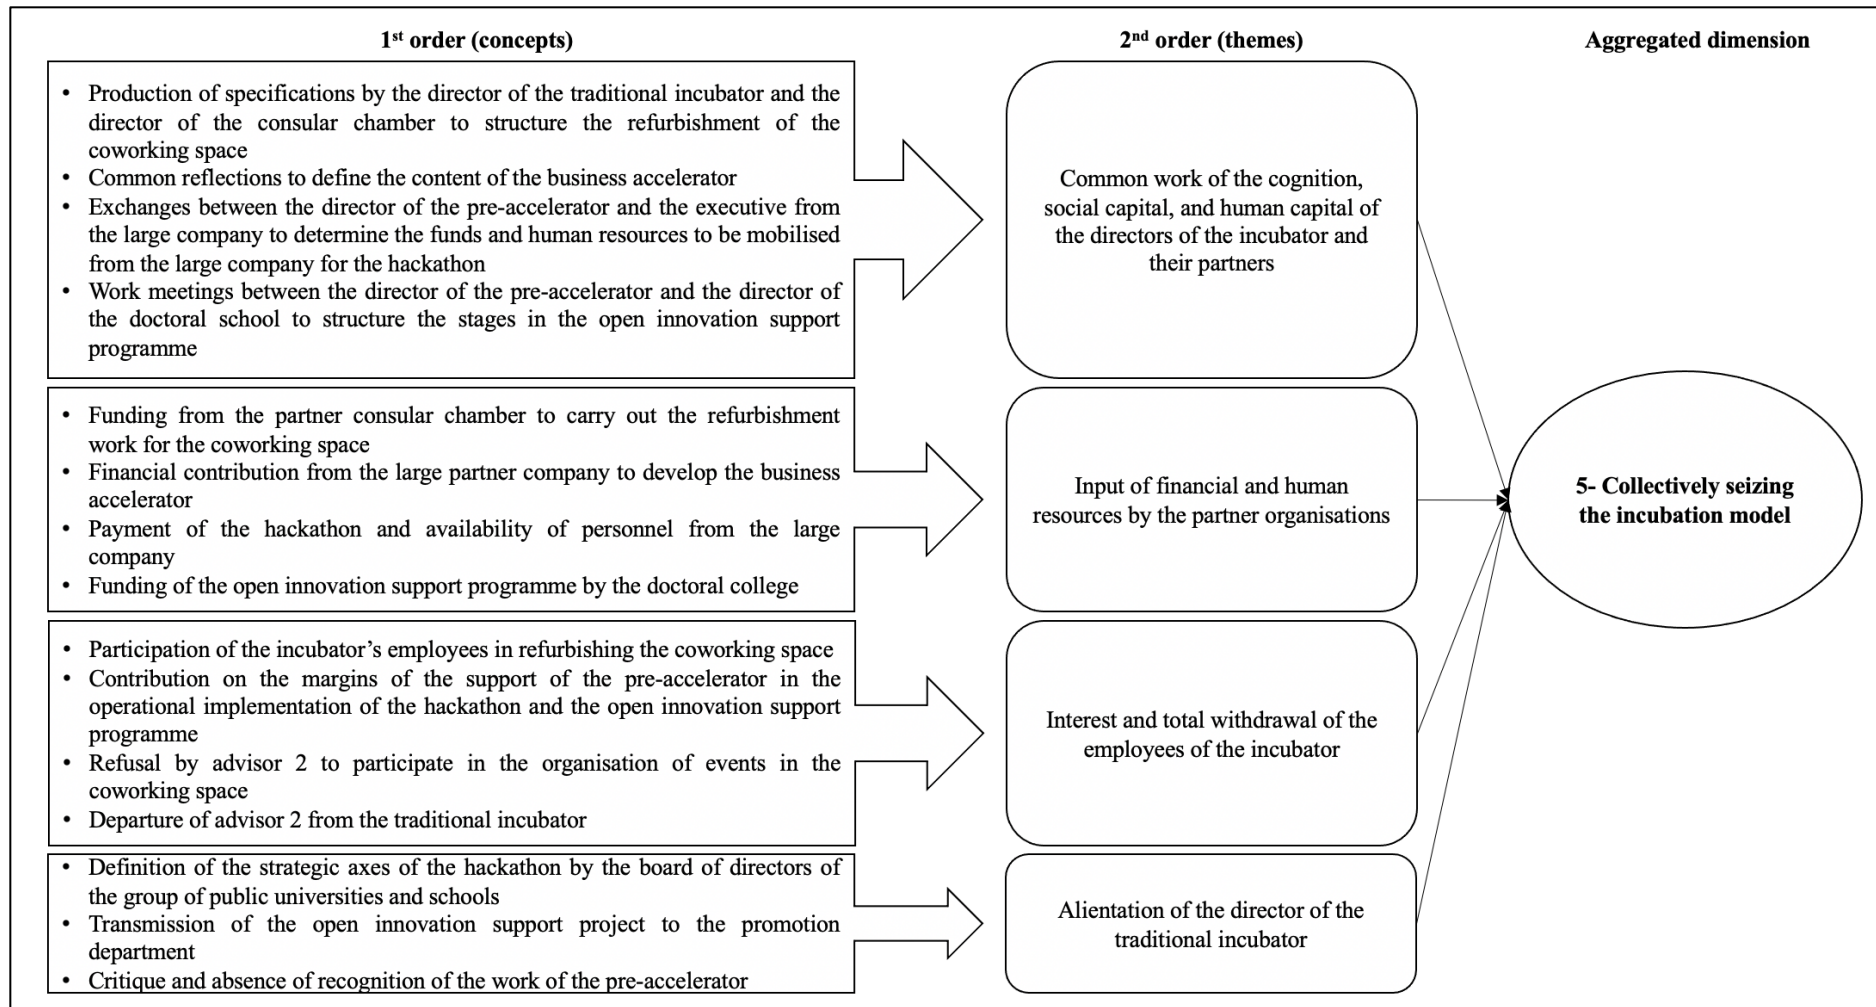 1st order (concepts)
2nd order (themes)
Aggregated dimension
• Production of specifications by the director of the traditional incubator and the
director of the consular chamber to structure the refurbishment of the
coworking space
• Common reflections to define the content of the business accelerator
• Exchanges between the director of the pre-accelerator and the executive from
the large company to determine the funds and human resources to be mobilised
from the large company for the hackathon
• Work meetings between the director of the pre-accelerator and the director of
the doctoral school to structure the stages in the open innovation support
programme
Common work of the cognition,
social capital, and human capital of
the directors of the incubator and
their partners
• Funding from the partner consular chamber to carry out the refurbishment
work for the coworking space
• Financial contribution from the large partner company to develop the business
accelerator
• Payment of the hackathon and availability of personnel from the large
company
• Funding of the open innovation support programme by the doctoral college
Input of financial and human
resources by the partner organisations
• Participation of the incubator’s employees in refurbishing the coworking space
• Contribution on the margins of the support of the pre-accelerator in the
operational implementation of the hackathon and the open innovation support
programme
• Refusal by advisor 2 to participate in the organisation of events in the
coworking space
• Departure of advisor 2 from the traditional incubator
Interest and total withdrawal of the
employees of the incubator
• Definition of the strategic axes of the hackathon by the board of directors of
the group of public universities and schools
• Transmission of the open innovation support project to the promotion
department
• Critique and absence of recognition of the work of the pre-accelerator
Alientation of the director of the
traditional incubator
5- Collectively seizing
the incubation model